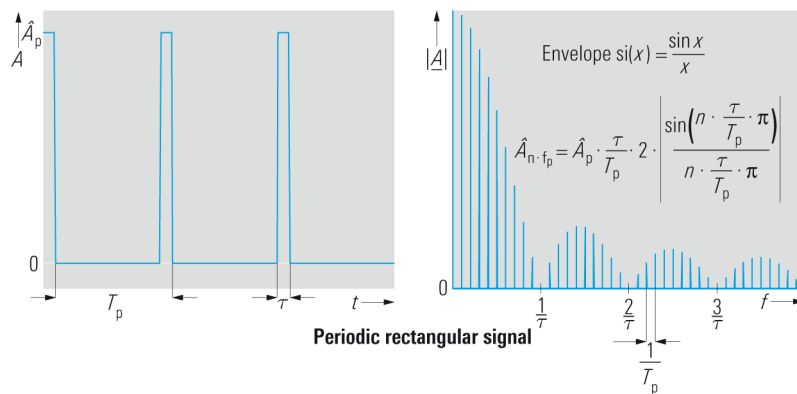 Â_p
A
0
T_p
τ
t
|A|
Envelope si(x) = sin x / x
Â_{n·f_p} = Â_p · τ/T_p · 2 · | sin(n · τ/T_p · π) / (n · τ/T_p · π) |
0
1/τ
2/τ
3/τ
f
1/T_p
Periodic rectangular signal